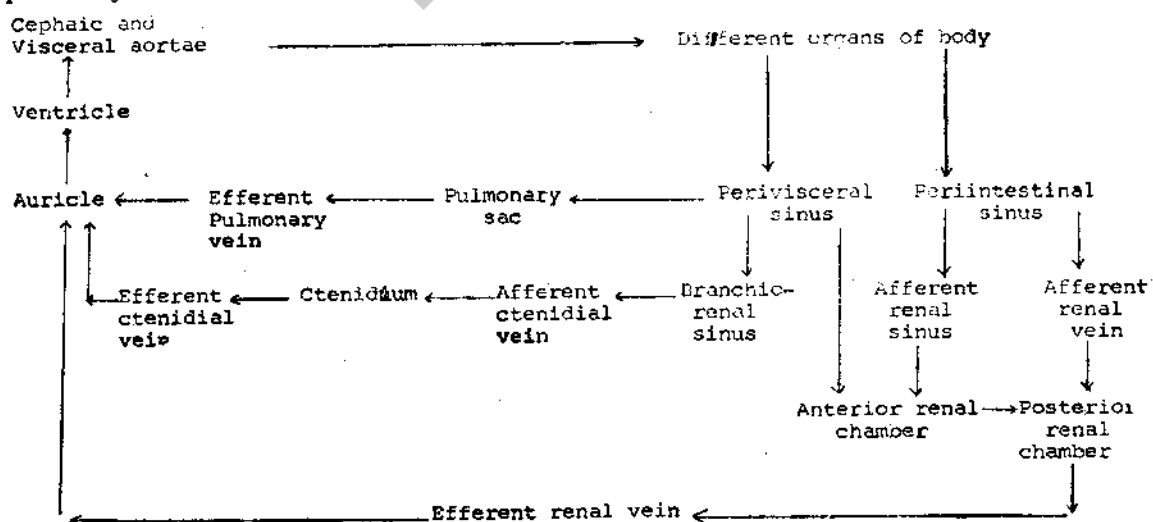 Cephaic and
Visceral aortae
Different organs of body
Ventricle
Auricle
Efferent
Pulmonary
vein
Pulmonary
sac
Perivisceral
sinus
Periintestinal
sinus
Efferent
ctenidial
vein
Ctenidium
Afferent
ctenidial
vein
Branchio-
renal
sinus
Afferent
renal
sinus
Afferent
renal
vein
Anterior renal
chamber
Posterior
renal
chamber
Efferent renal vein